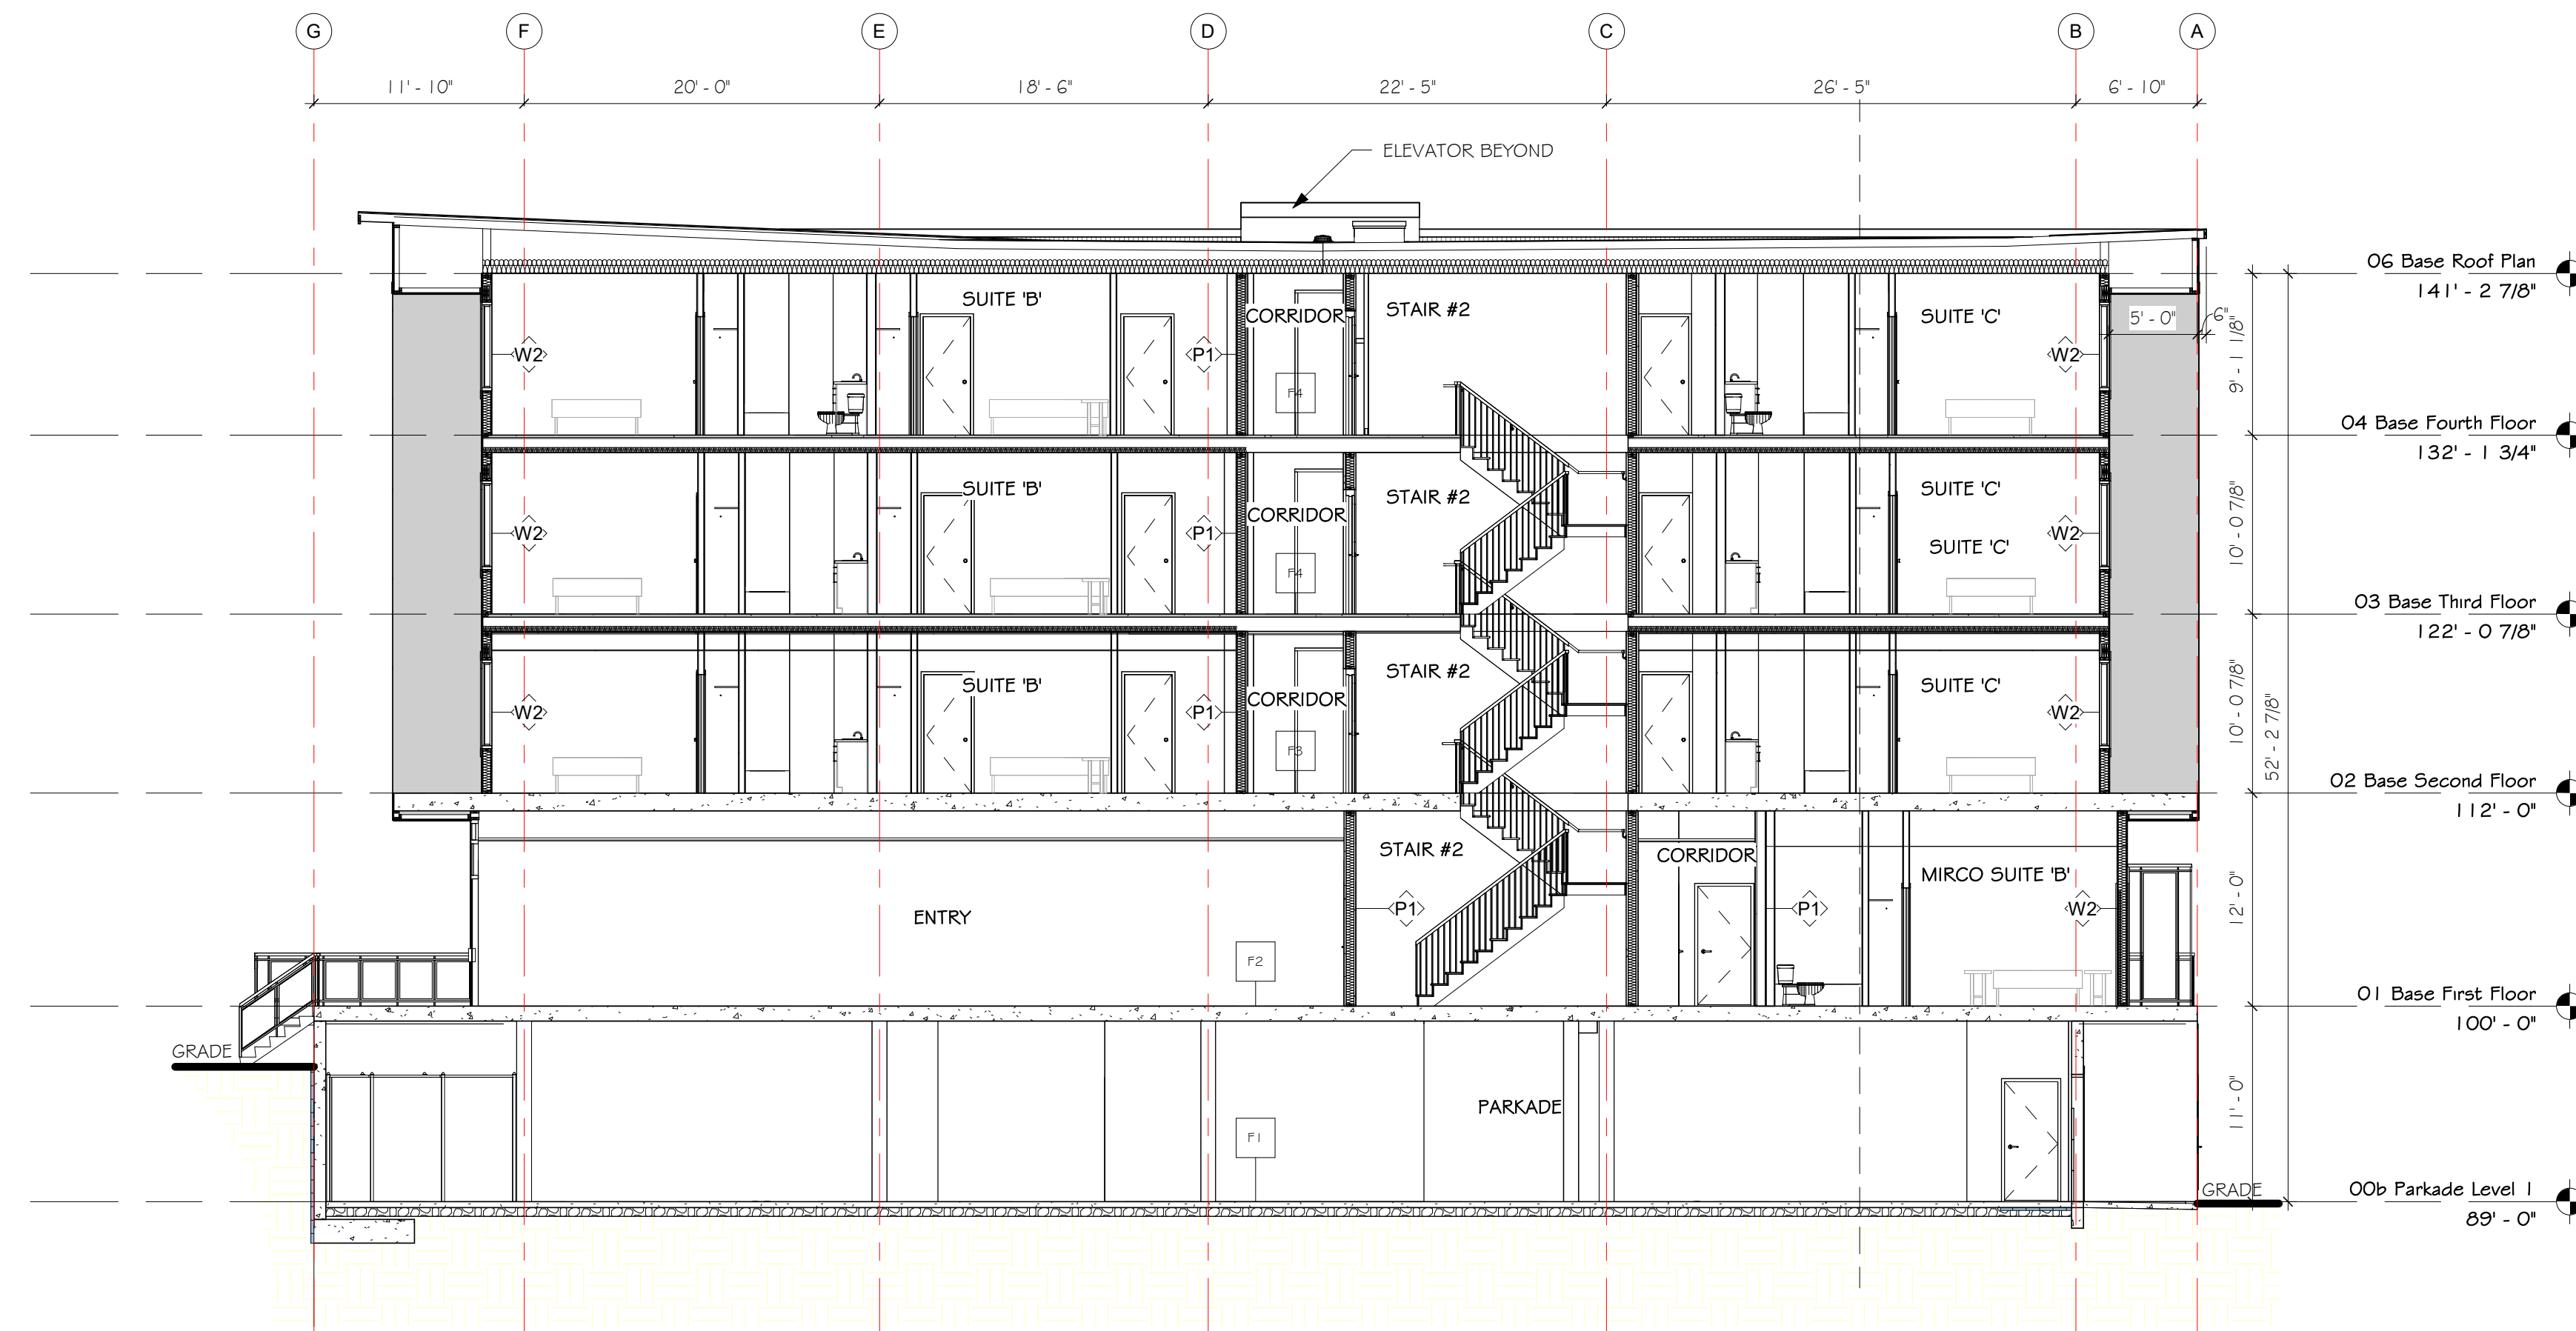 G F E D C B A
11' - 10" 20' - 0" 18' - 6" 22' - 5" 26' - 5" 6' - 10"
ELEVATOR BEYOND
06 Base Roof Plan
141' - 2 7/8"
SUITE 'B' CORRIDOR STAIR #2 SUITE 'C' 5' - 0" 6"
9' - 1 1/8"
W2 P1 W2
F4
04 Base Fourth Floor
132' - 1 3/4"
SUITE 'B' CORRIDOR STAIR #2 SUITE 'C'
10' - 0 7/8"
W2 P1 SUITE 'C' W2
F4
03 Base Third Floor
122' - 0 7/8"
SUITE 'B' CORRIDOR STAIR #2 SUITE 'C'
10' - 0 7/8"
52' - 2 7/8"
W2 P1 W2
F3
02 Base Second Floor
112' - 0"
STAIR #2 CORRIDOR MIRCO SUITE 'B'
12' - 0"
ENTRY P1 P1 W2
F2
01 Base First Floor
100' - 0"
GRADE
PARKADE
11' - 0"
F1
GRADE
00b Parkade Level 1
89' - 0"